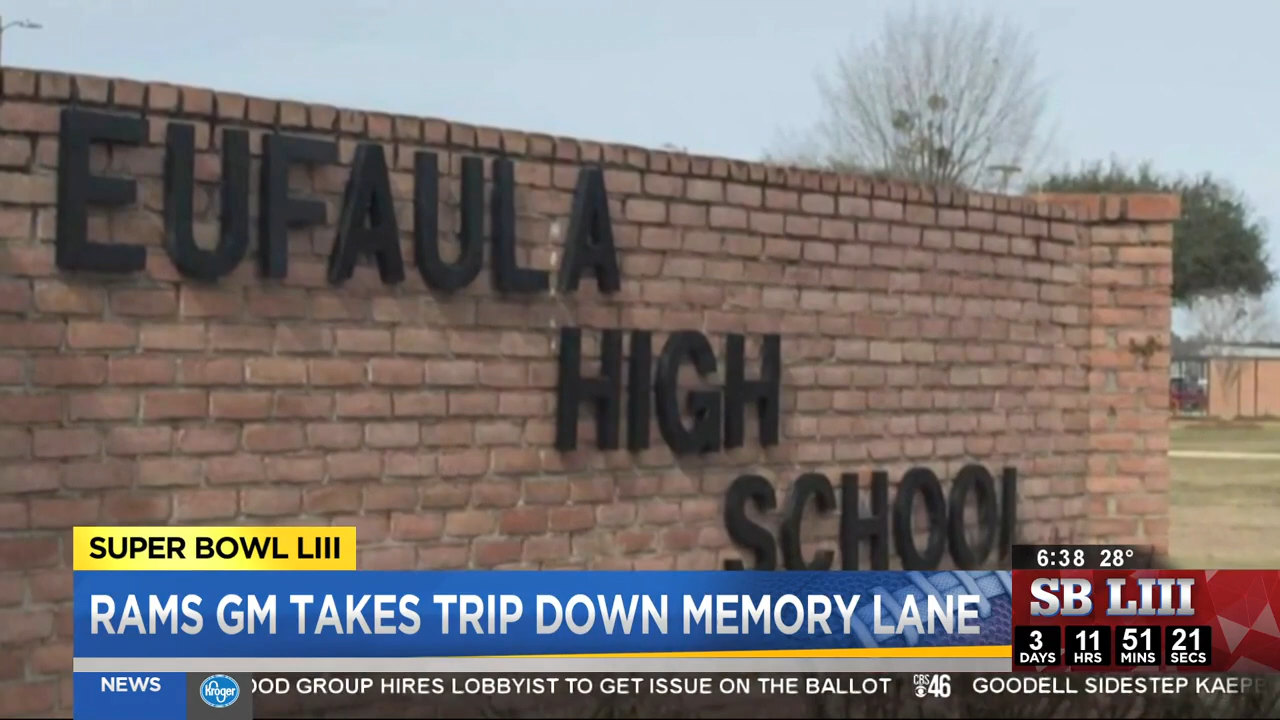 EUFAULA
HIGH
SCHOOL
SUPER BOWL LIII
RAMS GM TAKES TRIP DOWN MEMORY LANE
6:38 28°
SB LIII
3 11 51 21
DAYS HRS MINS SECS
NEWS
Kroger
OOD GROUP HIRES LOBBYIST TO GET ISSUE ON THE BALLOT
CBS 46
GOODELL SIDESTEP KAEPE